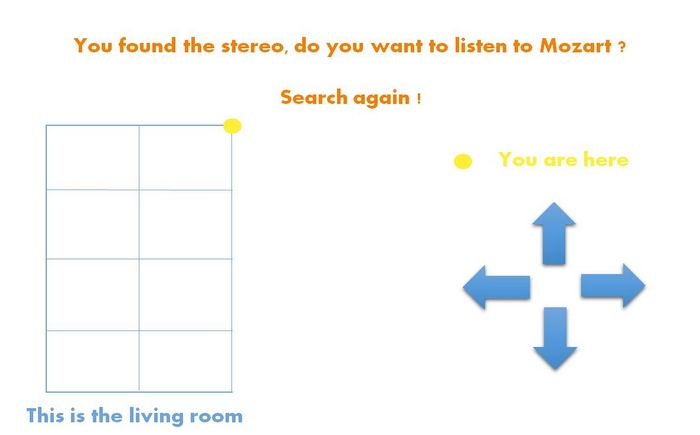 You found the stereo, do you want to listen to Mozart ?
Search again !
You are here
This is the living room